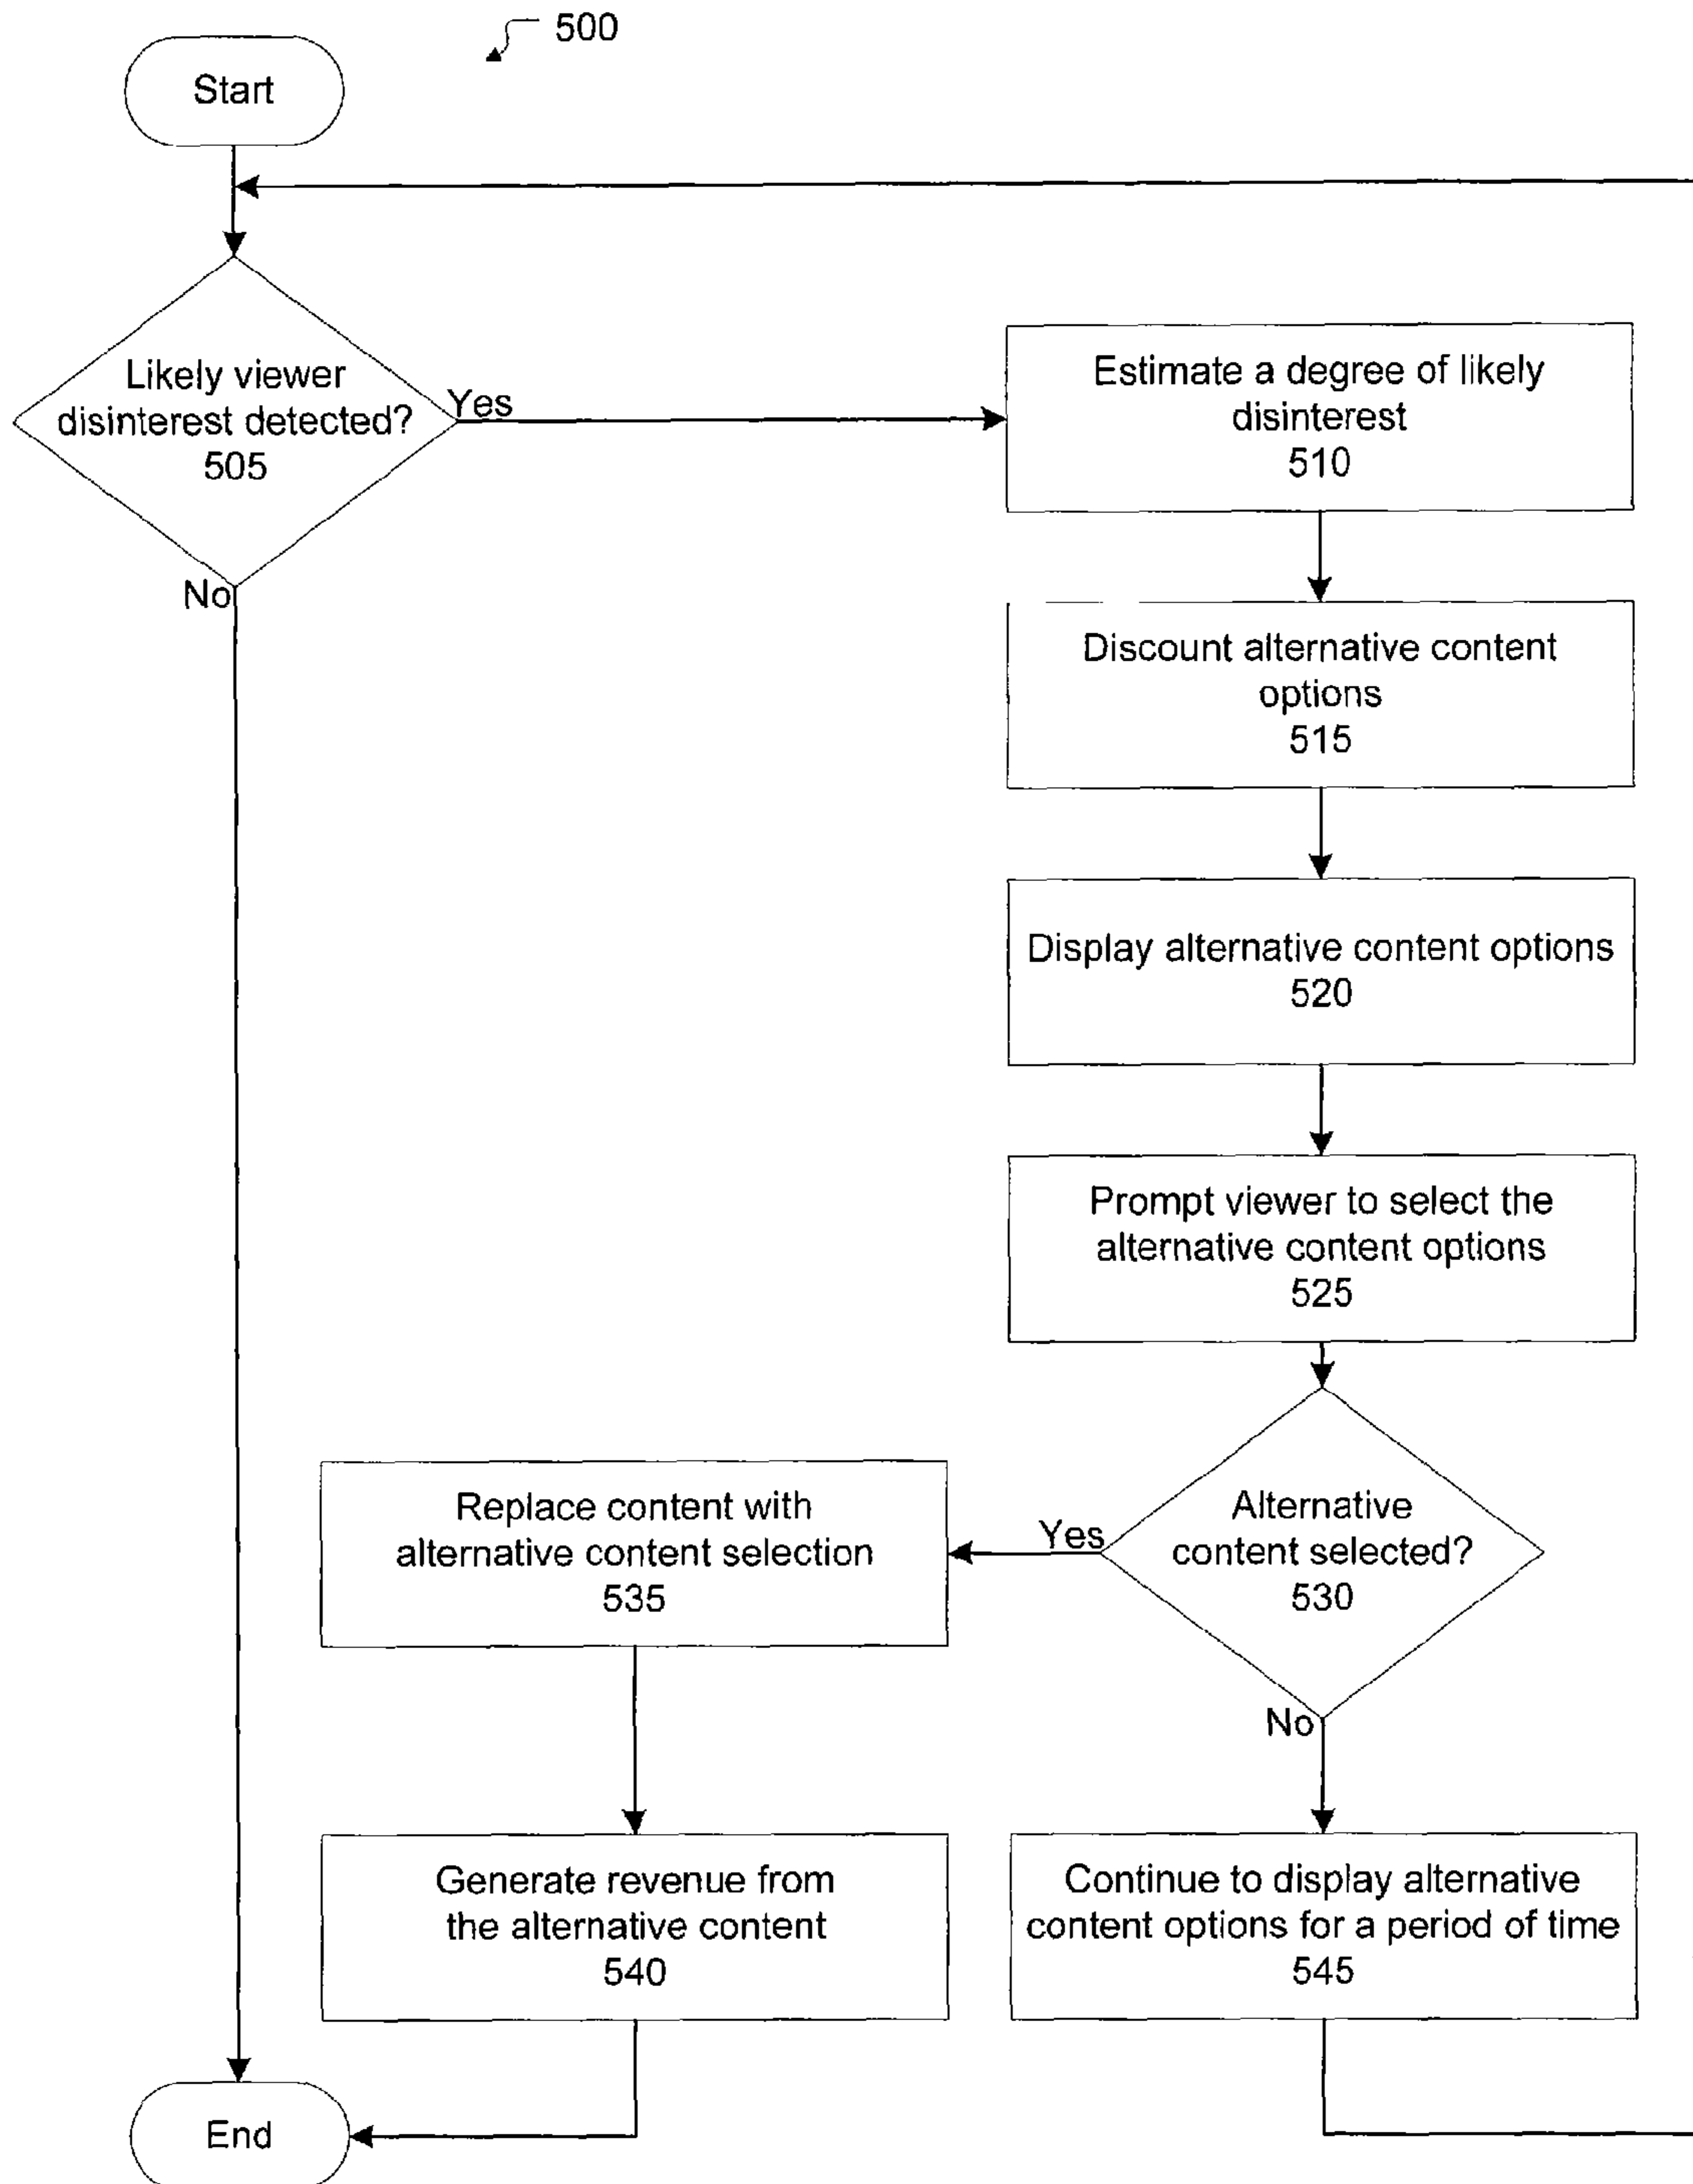 500
Start
Likely viewer
disinterest detected?
505
Yes
No
Estimate a degree of likely
disinterest
510
Discount alternative content
options
515
Display alternative content options
520
Prompt viewer to select the
alternative content options
525
Alternative
content selected?
530
Yes
No
Replace content with
alternative content selection
535
Generate revenue from
the alternative content
540
Continue to display alternative
content options for a period of time
545
End